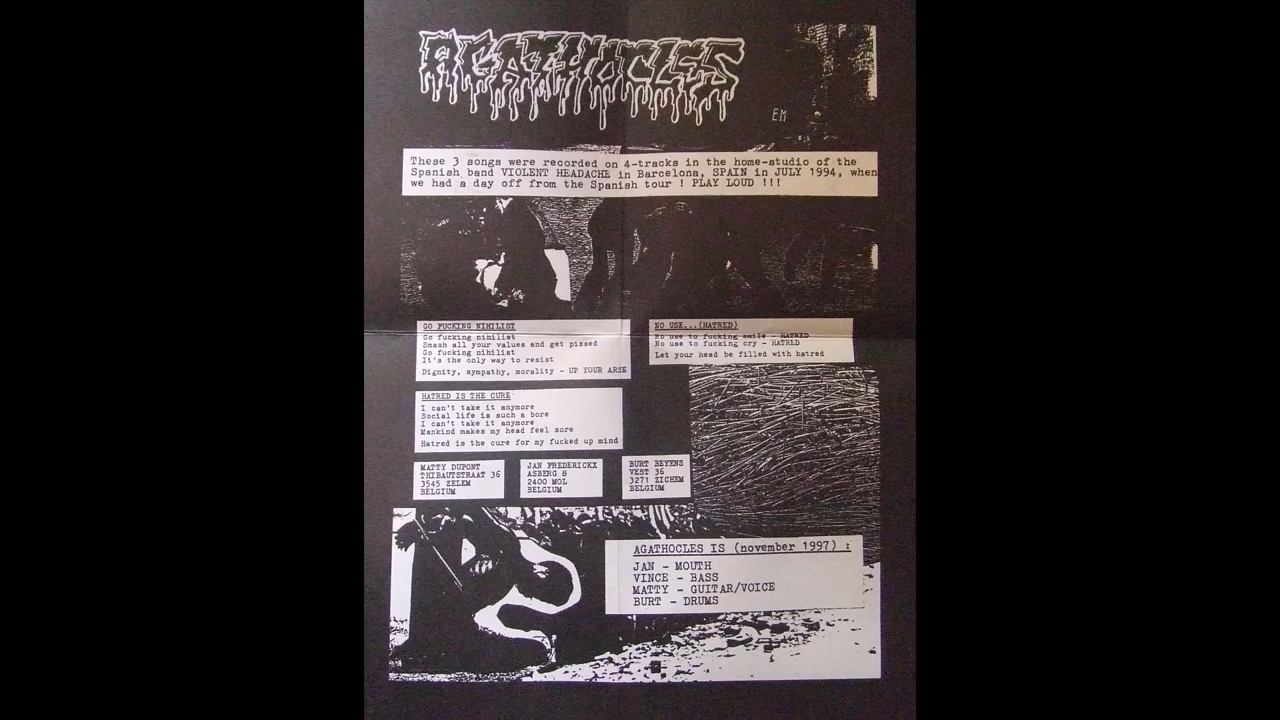 AGATHOCLES
EM
These 3 songs were recorded on 4-tracks in the home-studio of the
Spanish band VIOLENT HEADACHE in Barcelona, SPAIN in JULY 1994, when
we had a day off from the Spanish tour ! PLAY LOUD !!!
GO FUCKING NIHILIST
Go fucking nihilist
Smash all your values and get pissed
Go fucking nihilist
It's the only way to resist
Dignity, sympathy, morality - UP YOUR ARSE
NO USE...(HATRED)
No use to fucking smile - HATRED
No use to fucking cry - HATRED
Let your head be filled with hatred
HATRED IS THE CURE
I can't take it anymore
Social life is such a bore
I can't take it anymore
Mankind makes my head feel sore
Hatred is the cure for my fucked up mind
MATTY DUPONT
THIBAUTSTRAAT 36
3545 ZELEM
BELGIUM
JAN FREDERICKX
ASBERG 8
2400 MOL
BELGIUM
BURT BEYENS
VEST 36
3271 ZICHEM
BELGIUM
AGATHOCLES IS (november 1997) :
JAN - MOUTH
VINCE - BASS
MATTY - GUITAR/VOICE
BURT - DRUMS